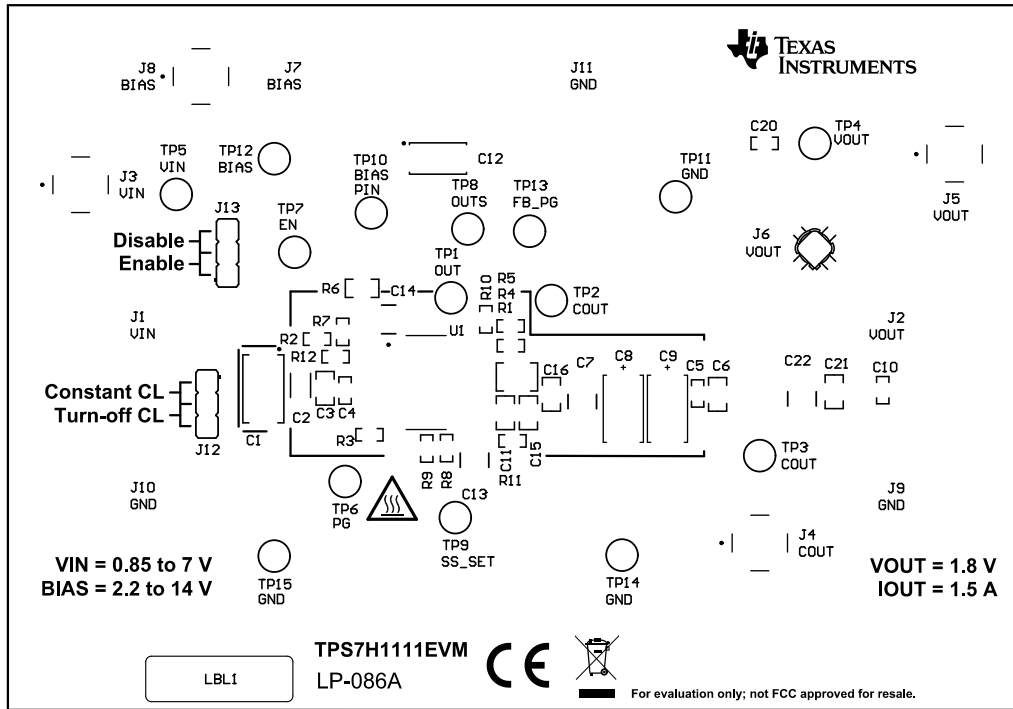 TEXAS
INSTRUMENTS
J8
BIAS
J7
BIAS
J11
GND
C20
TP4
VOUT
TP5
VIN
TP12
BIAS
TP10
BIAS
PIN
C12
TP11
GND
J3
VIN
TP8
OUTS
TP13
FB_PG
J5
VOUT
J13
TP7
EN
Disable
Enable
J6
VOUT
TP1
OUT
R6
C14
R10
R5
R4
R1
TP2
COUT
J1
VIN
R7
R2
R12
U1
J2
VOUT
Constant CL
Turn-off CL
J12
C1
C2
C3
C4
C16
C7
C8
+
C9
+
C5
C6
C22
C21
C10
R3
R9
R8
C13
C11
R11
C15
TP3
COUT
J10
GND
TP6
PG
TP9
SS_SET
J9
GND
J4
COUT
VIN = 0.85 to 7 V
BIAS = 2.2 to 14 V
TP15
GND
TP14
GND
VOUT = 1.8 V
IOUT = 1.5 A
LBL1
TPS7H1111EVM
LP-086A
CE
For evaluation only; not FCC approved for resale.